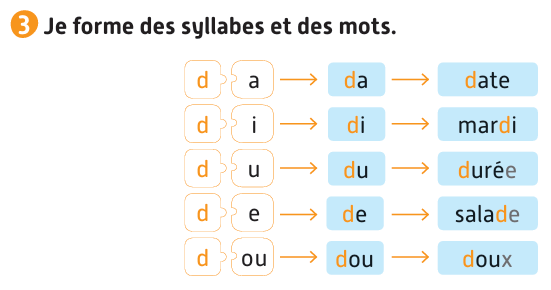 3 Je forme des syllabes et des mots.
d a → da → date
d i → di → mardi
d u → du → durée
d e → de → salade
d ou → dou → doux